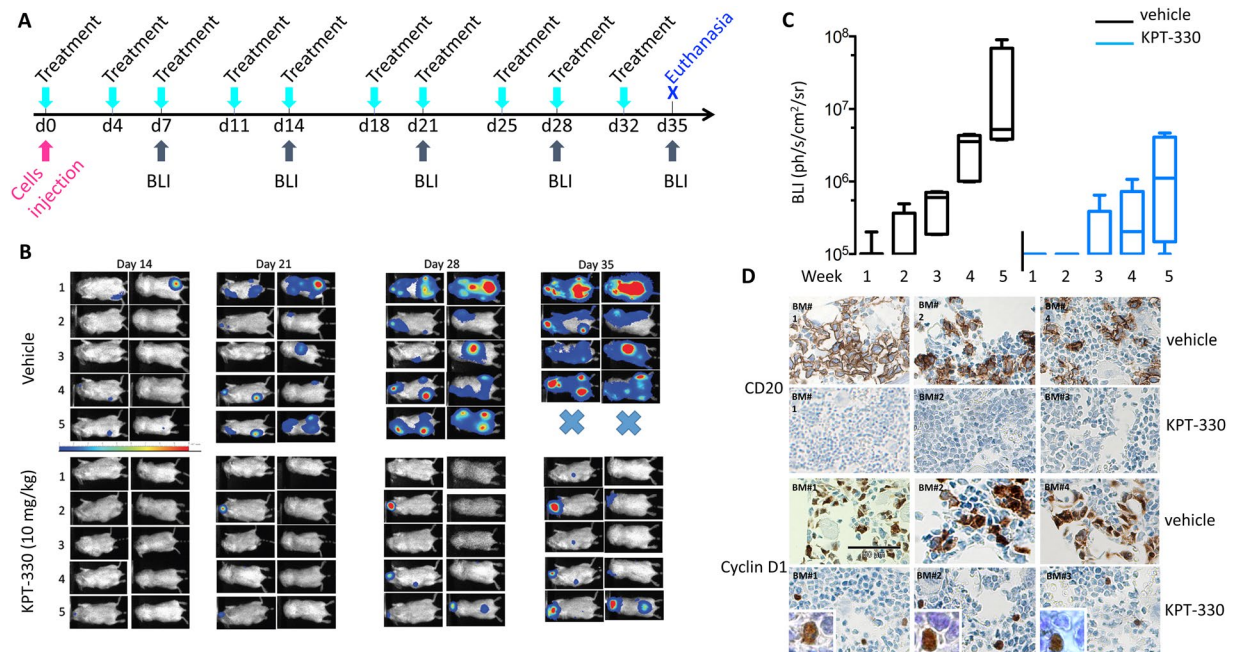 A
Treatment
Treatment
Treatment
Treatment
Treatment
Treatment
Treatment
Treatment
Treatment
Treatment
Euthanasia
X
d0 d4 d7 d11 d14 d18 d21 d25 d28 d32 d35
Cells
injection
BLI BLI BLI BLI BLI
B
Day 14 Day 21 Day 28 Day 35
Vehicle
1
2
3
4
5
KPT-330 (10 mg/kg)
1
2
3
4
5
C
vehicle
KPT-330
BLI (ph/s/cm²/sr)
10⁸
10⁷
10⁶
10⁵
Week 1 2 3 4 5 1 2 3 4 5
D
CD20
BM#
1
BM#
2
BM#
4
vehicle
BM#
1
BM#2
BM#3
KPT-330
Cyclin D1
BM#1
BM#2
BM#4
vehicle
BM#1
BM#2
BM#3
KPT-330